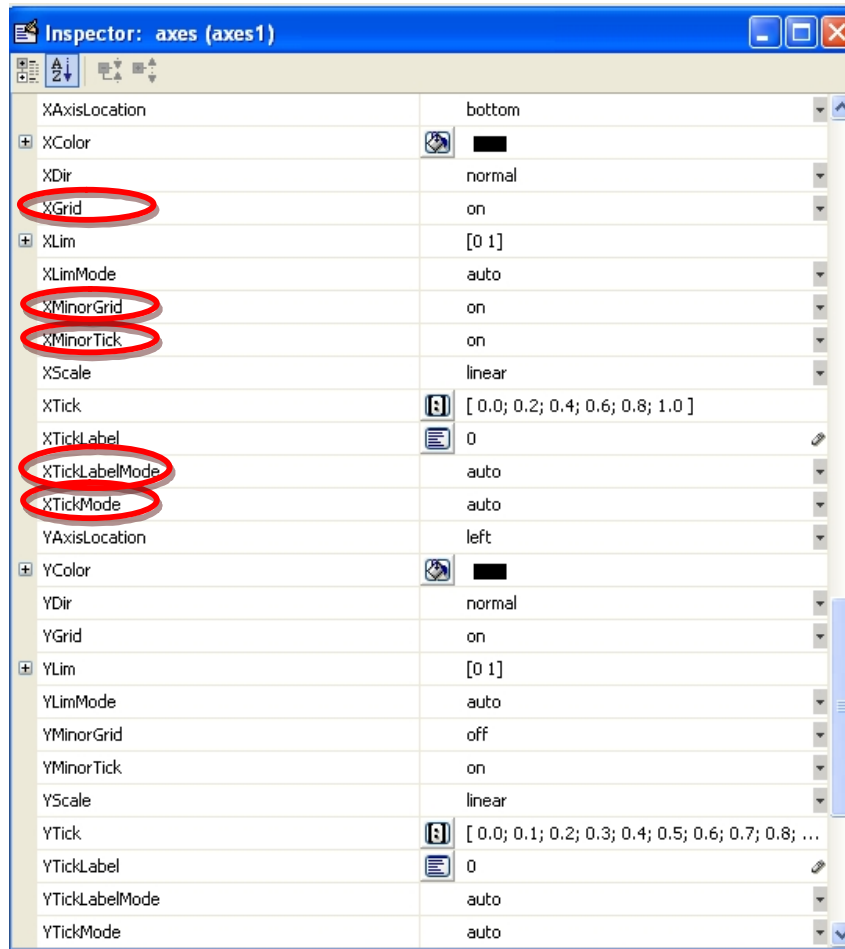 Inspector: axes (axes1)
XAxisLocation bottom
XColor
XDir normal
XGrid on
XLim [0 1]
XLimMode auto
XMinorGrid on
XMinorTick on
XScale linear
XTick [ 0.0; 0.2; 0.4; 0.6; 0.8; 1.0 ]
XTickLabel 0
XTickLabelMode auto
XTickMode auto
YAxisLocation left
YColor
YDir normal
YGrid on
YLim [0 1]
YLimMode auto
YMinorGrid off
YMinorTick on
YScale linear
YTick [ 0.0; 0.1; 0.2; 0.3; 0.4; 0.5; 0.6; 0.7; 0.8; ...
YTickLabel 0
YTickLabelMode auto
YTickMode auto